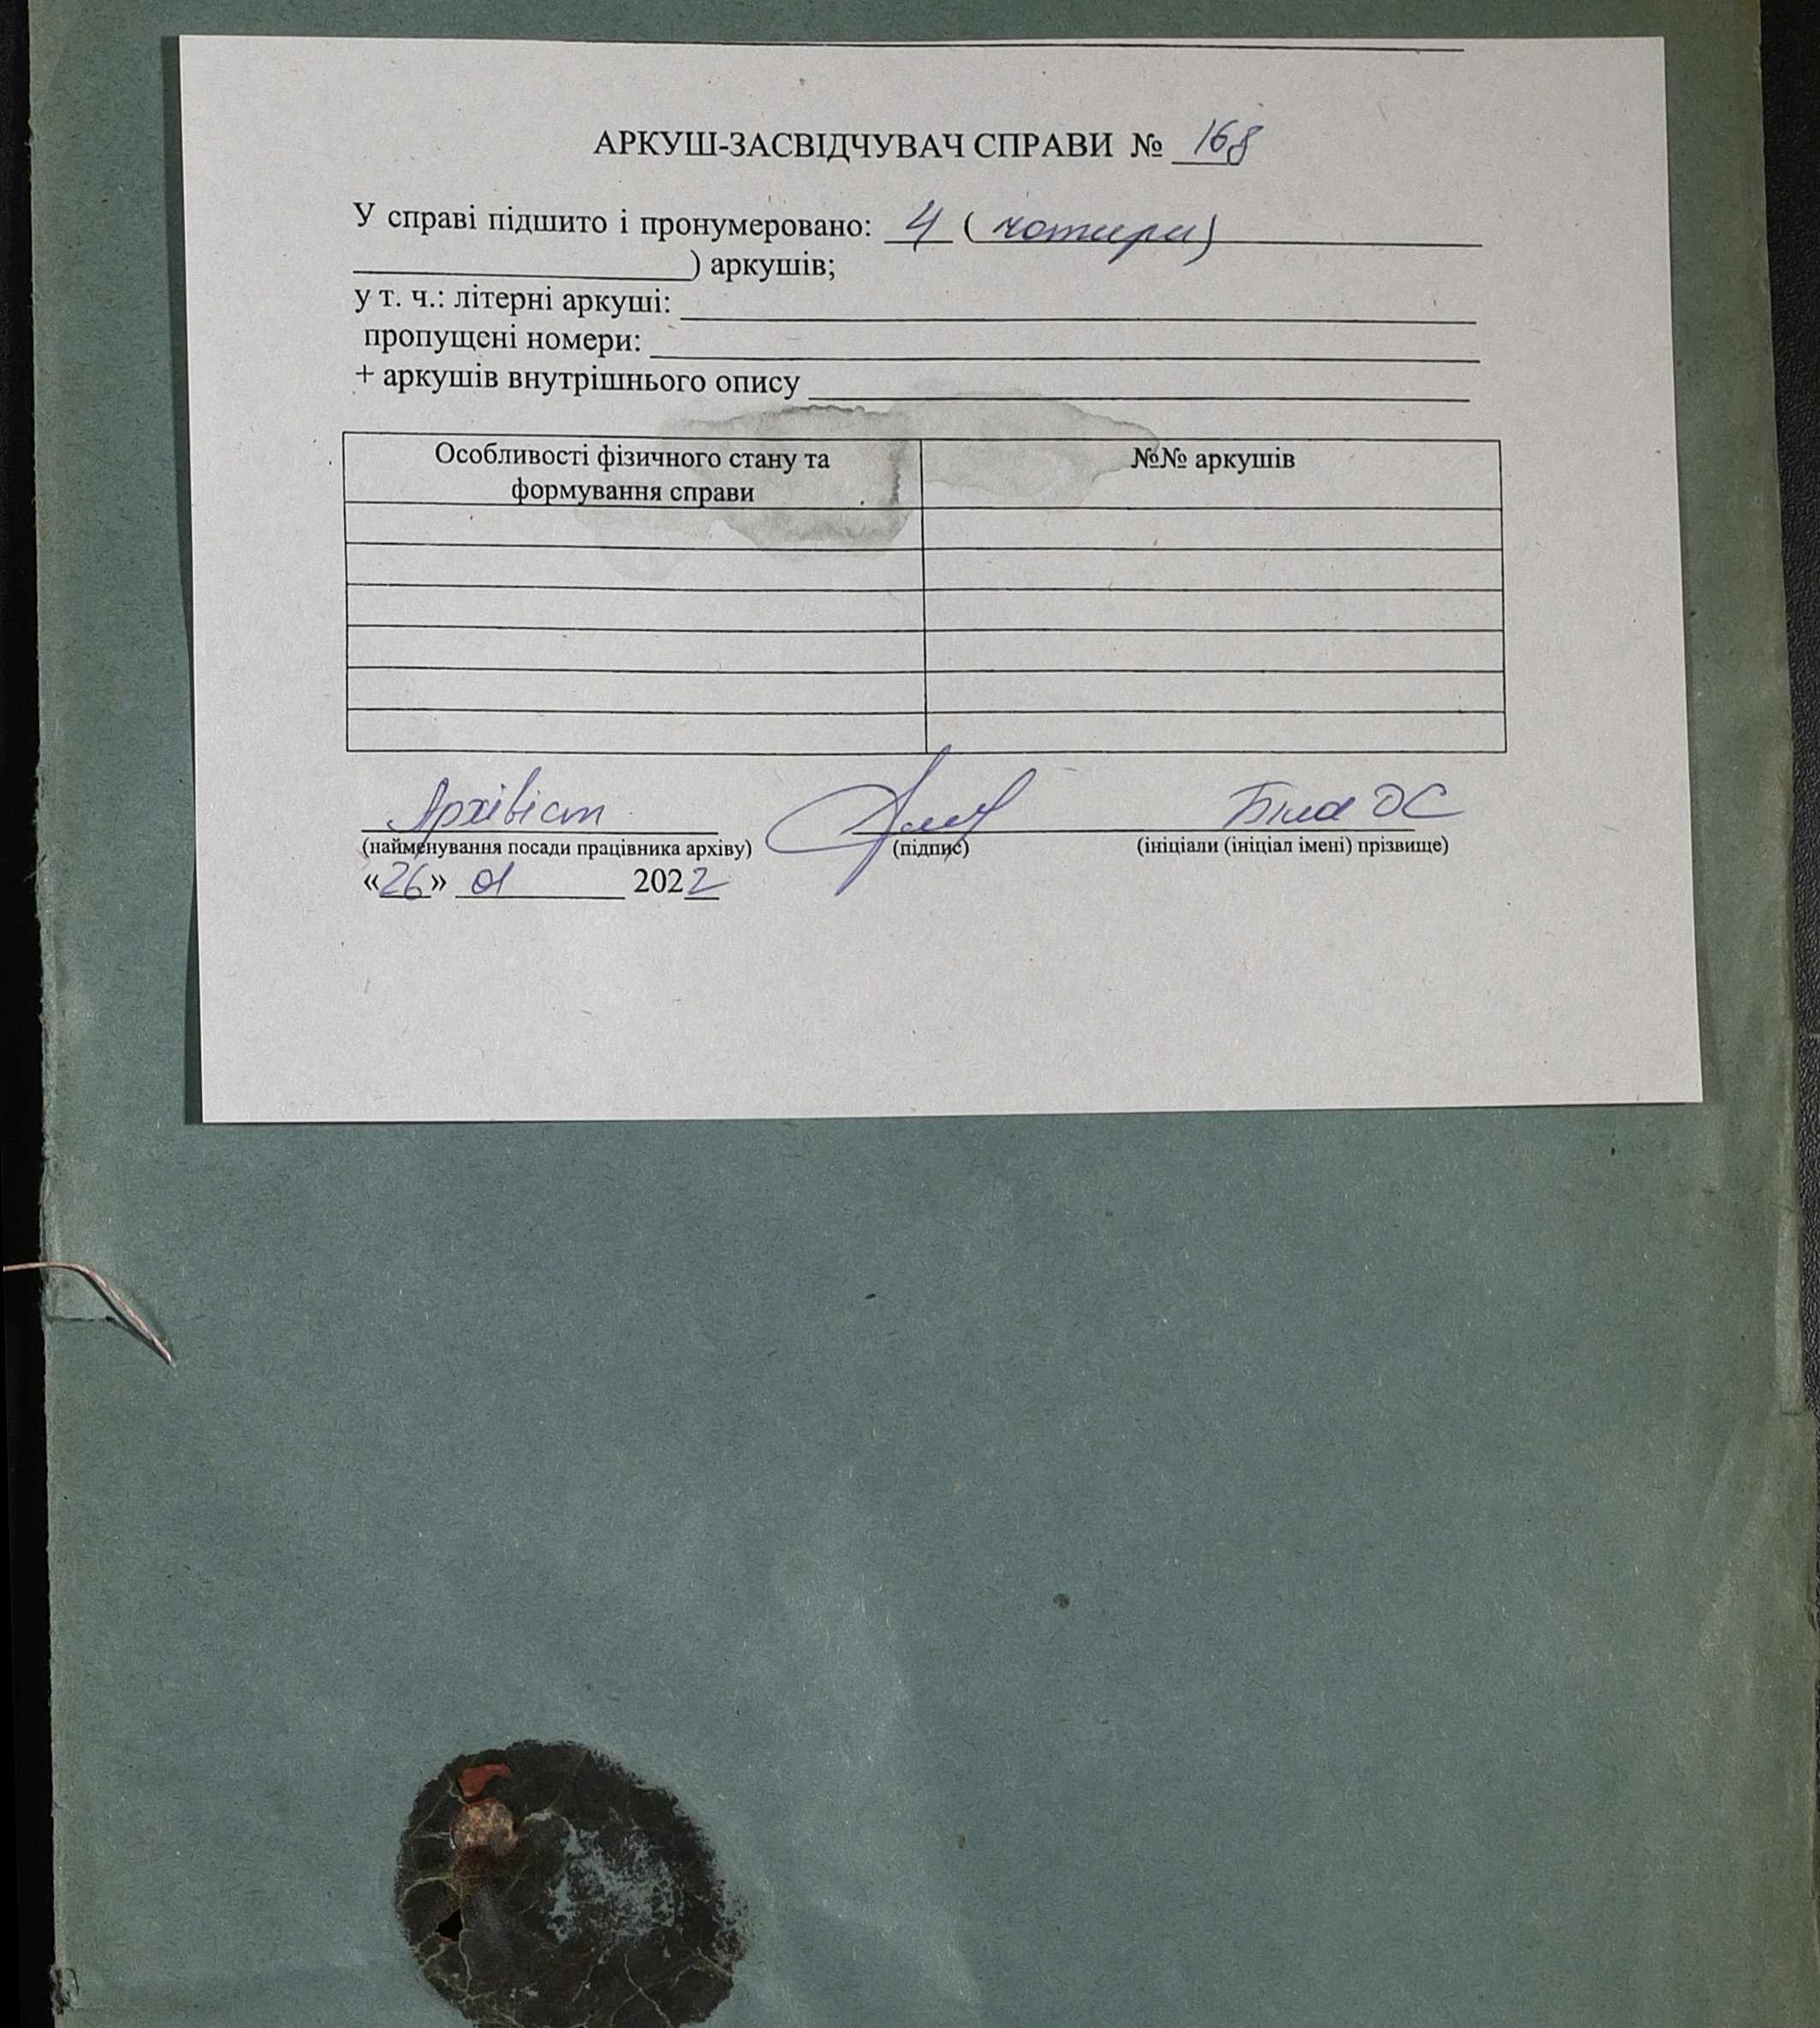 АРКУШ-ЗАСВІДЧУВАЧ СПРАВИ № 168
У справі підшито і пронумеровано: 4 ( чотири)
) аркушів;
у т. ч.: літерні аркуші:
пропущені номери:
+ аркушів внутрішнього опису
Особливості фізичного стану та формування справи
№№ аркушів
Архівіст Біла ОС
(найменування посади працівника архіву) (підпис) (ініціали (ініціал імені) прізвище)
«26» 01 2022